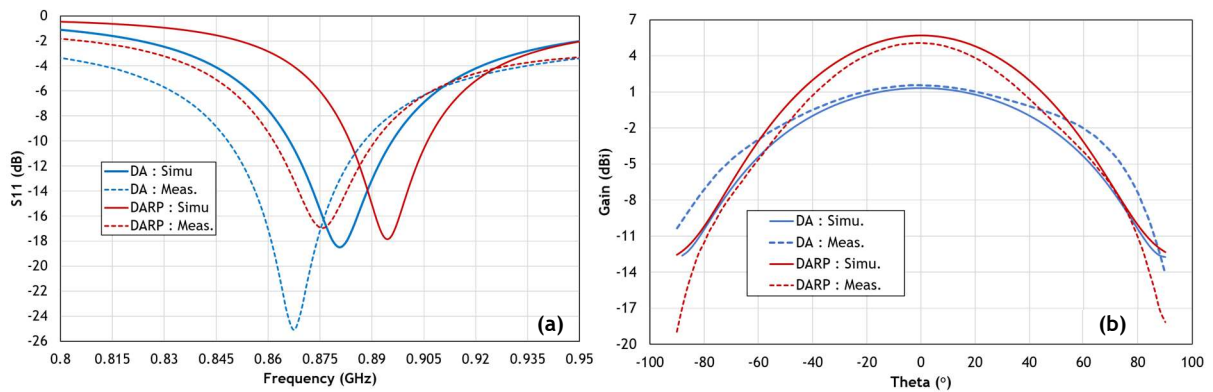 0
-2
-4
-6
-8
-10
-12
-14
-16
-18
-20
-22
-24
-26
S11 (dB)
DA : Simu
DA : Meas.
DARP : Simu
DARP : Meas.
(a)
0.8 0.815 0.83 0.845 0.86 0.875 0.89 0.905 0.92 0.935 0.95
Frequency (GHz)
7
4
1
-2
-5
-8
-11
-14
-17
-20
Gain (dBi)
DA : Simu.
DA : Meas.
DARP : Simu.
DARP : Meas.
(b)
-100 -80 -60 -40 -20 0 20 40 60 80 100
Theta (º)